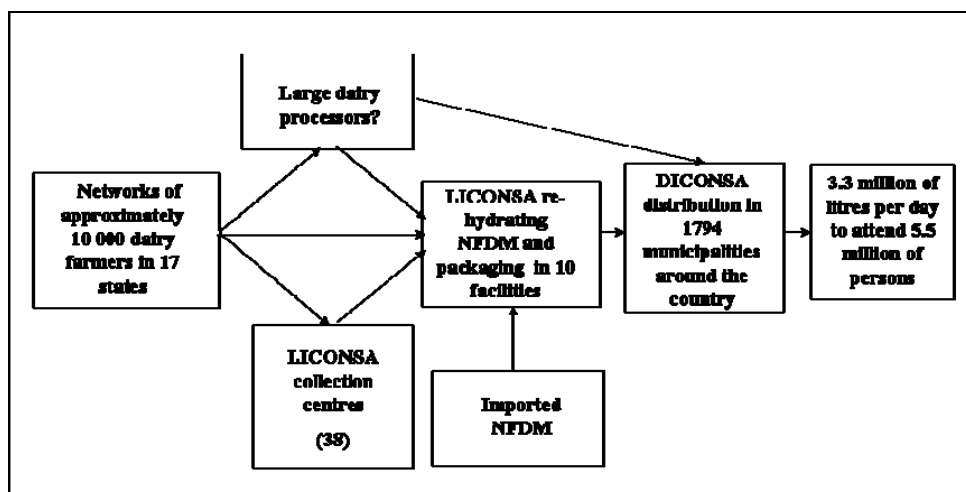 Large dairy
processors?
Networks of
approximately
10 000 dairy
farmers in 17
states
LICONSA re-
hydrating
NFDM and
packaging in 10
facilities
DICONSA
distribution in
1794
municipalities
around the
country
3.3 million of
litres per day
to attend 5.5
million of
persons
LICONSA
collection
centres
(38)
Imported
NFDM